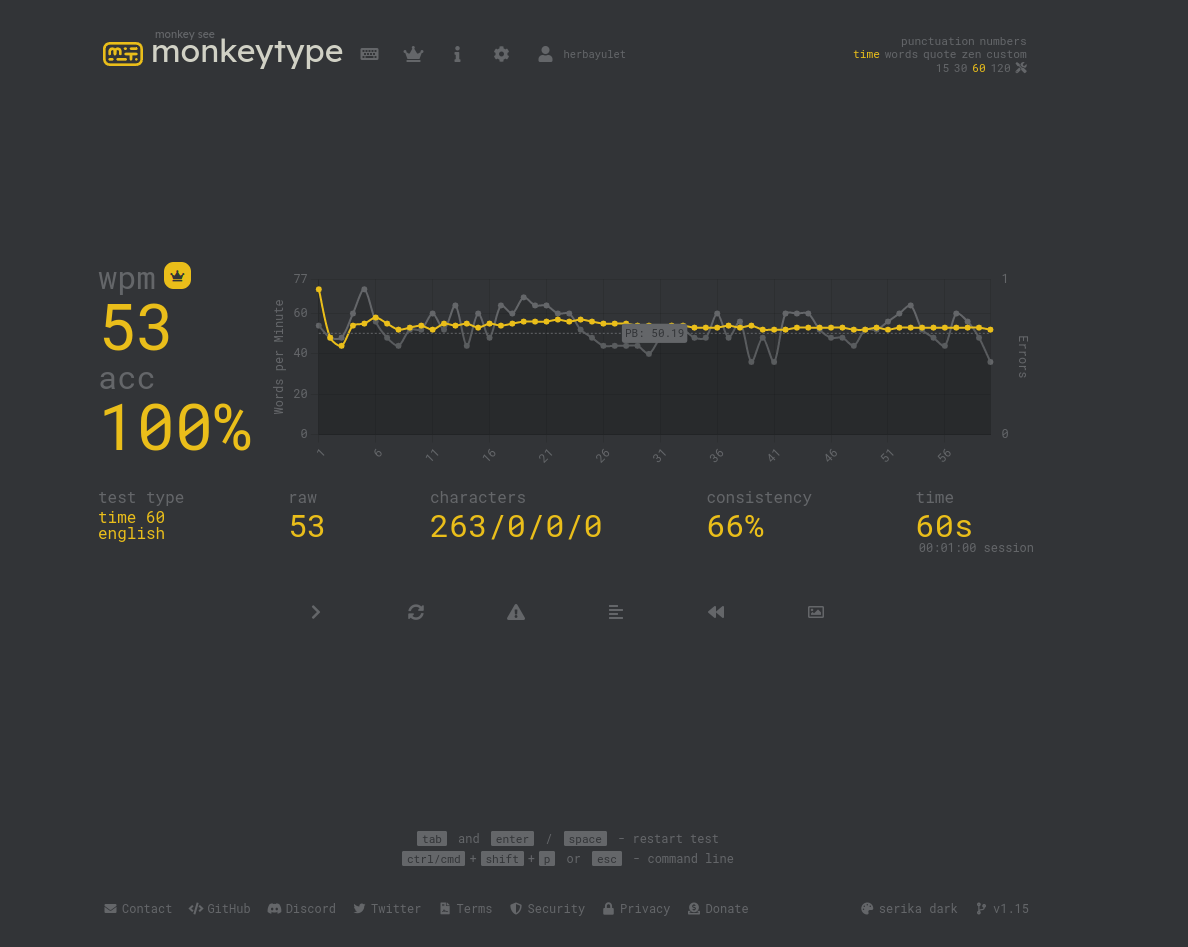 monkey see
monkeytype
herbayulet
punctuation numbers
time words quote zen custom
15 30 60 120
wpm
53
acc
100%
77
60
40
20
0
Words per Minute
PB: 50.19
1
0
Errors
1 6 11 16 21 26 31 36 41 46 51 56
test type
time 60
english
raw
53
characters
263/0/0/0
consistency
66%
time
60s
00:01:00 session
tab and enter / space - restart test
ctrl/cmd + shift + p or esc - command line
Contact GitHub Discord Twitter Terms Security Privacy Donate serika dark v1.15